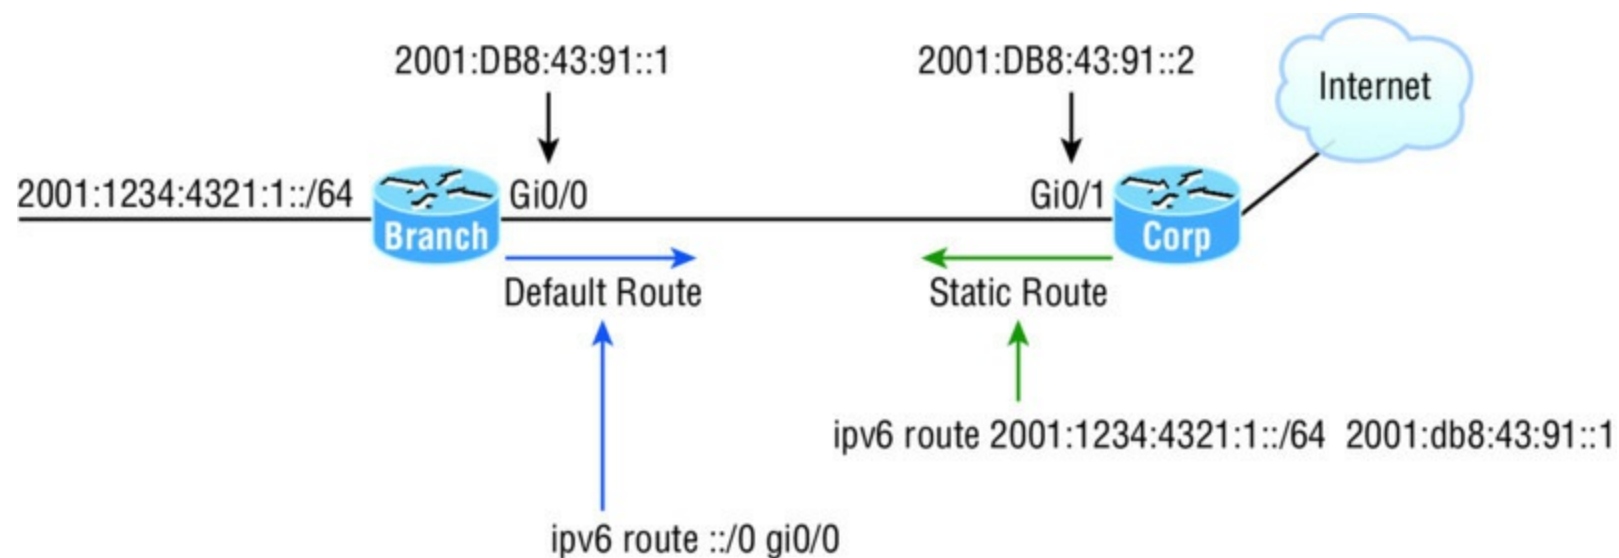 2001:DB8:43:91::1
2001:DB8:43:91::2
Internet
2001:1234:4321:1::/64
Gi0/0
Gi0/1
Branch
Corp
Default Route
Static Route
ipv6 route 2001:1234:4321:1::/64 2001:db8:43:91::1
ipv6 route ::/0 gi0/0